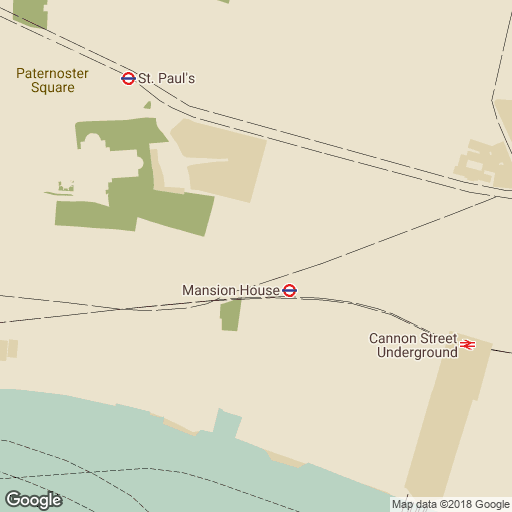 St. Paul's
Paternoster
Square
Mansion House
Cannon Street
Underground
Google
Map data ©2018 Google